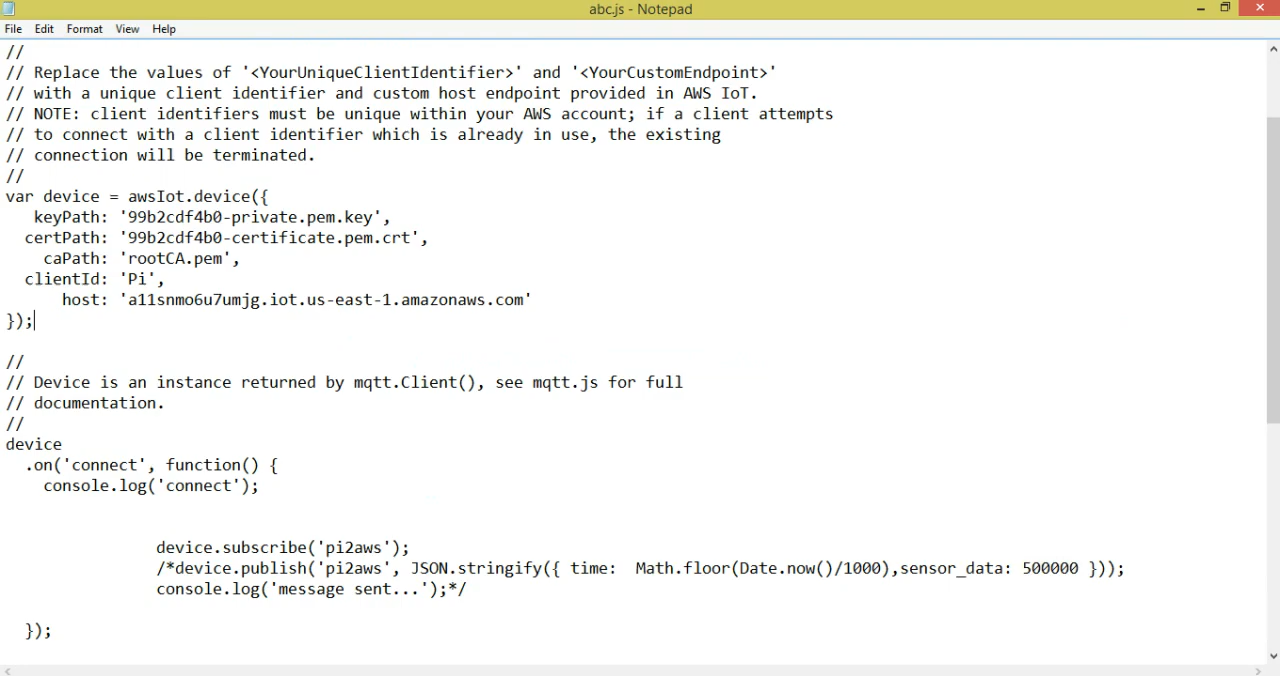 abc.js - Notepad
File Edit Format View Help
//
// Replace the values of '<YourUniqueClientIdentifier>' and '<YourCustomEndpoint>'
// with a unique client identifier and custom host endpoint provided in AWS IoT.
// NOTE: client identifiers must be unique within your AWS account; if a client attempts
// to connect with a client identifier which is already in use, the existing
// connection will be terminated.
//
var device = awsIot.device({
   keyPath: '99b2cdf4b0-private.pem.key',
  certPath: '99b2cdf4b0-certificate.pem.crt',
    caPath: 'rootCA.pem',
  clientId: 'Pi',
      host: 'a11snmo6u7umjg.iot.us-east-1.amazonaws.com'
});
//
// Device is an instance returned by mqtt.Client(), see mqtt.js for full
// documentation.
//
device
  .on('connect', function() {
    console.log('connect');
                device.subscribe('pi2aws');
                /*device.publish('pi2aws', JSON.stringify({ time:  Math.floor(Date.now()/1000),sensor_data: 500000 }));
                console.log('message sent...');*/
  });